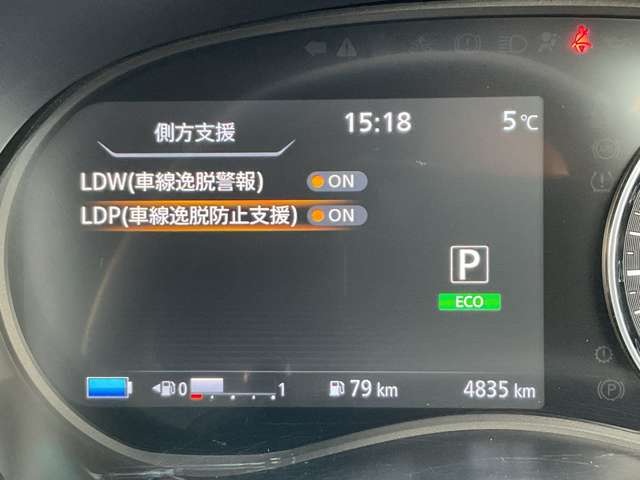 側方支援 15:18 5℃
LDW(車線逸脱警報) ON
LDP(車線逸脱防止支援) ON
P
ECO
0 1 79 km 4835 km